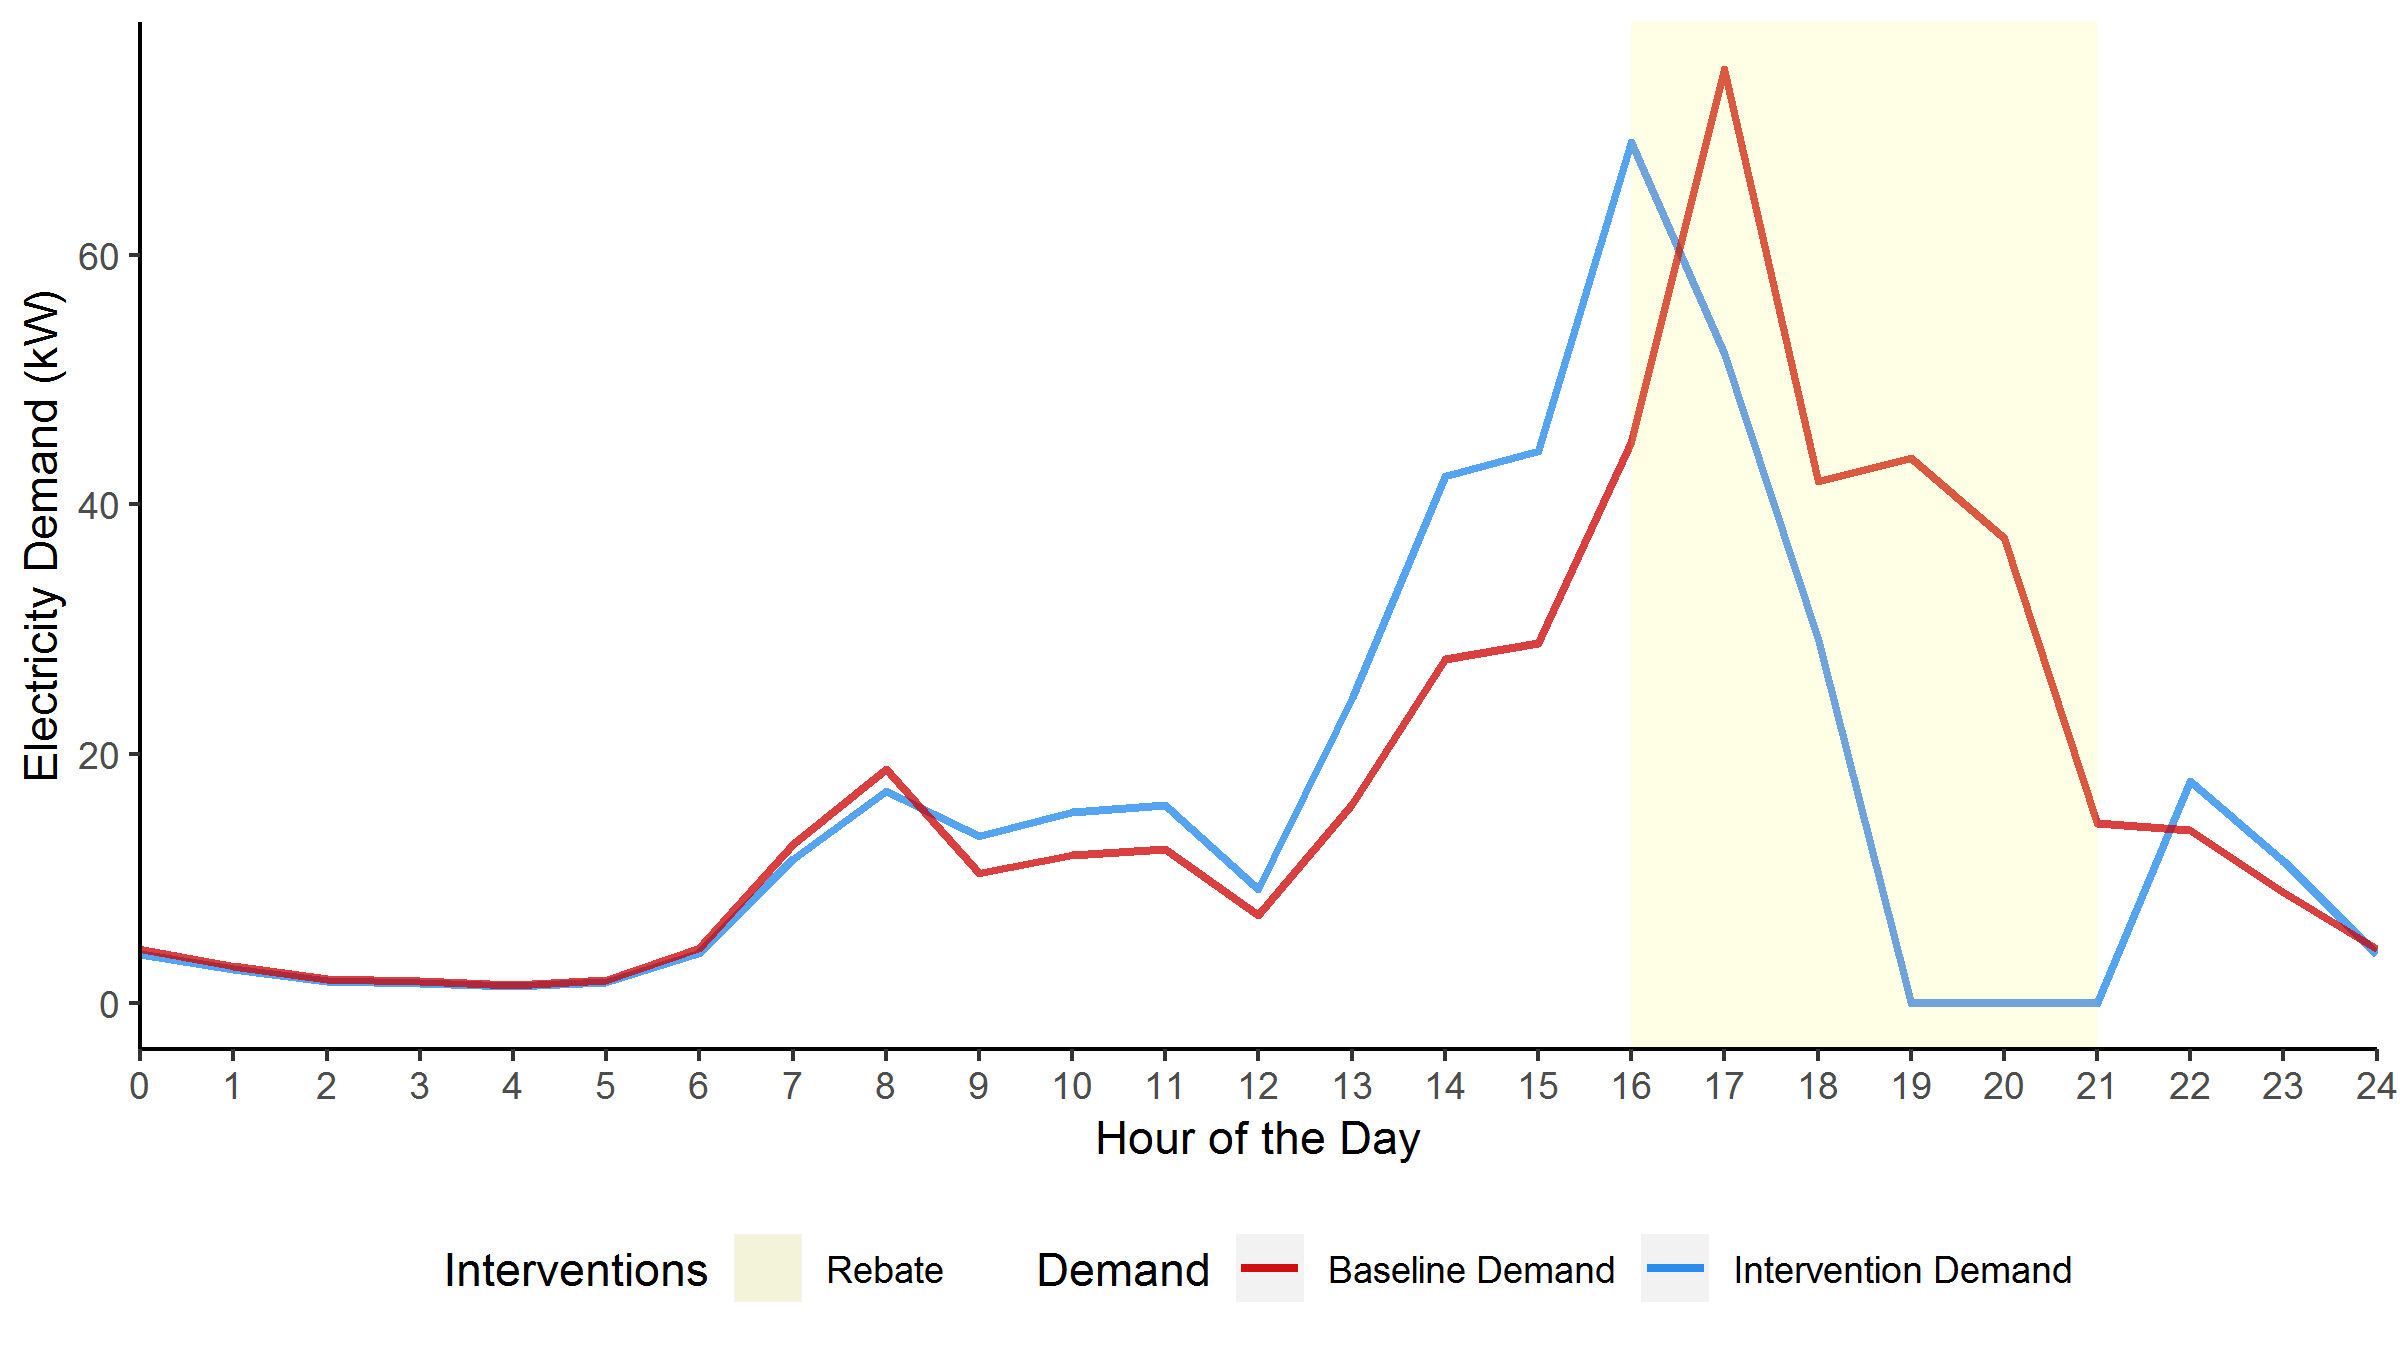 Electricity Demand (kW)
60
40
20
0
0 1 2 3 4 5 6 7 8 9 10 11 12 13 14 15 16 17 18 19 20 21 22 23 24
Hour of the Day
Interventions Rebate Demand Baseline Demand Intervention Demand